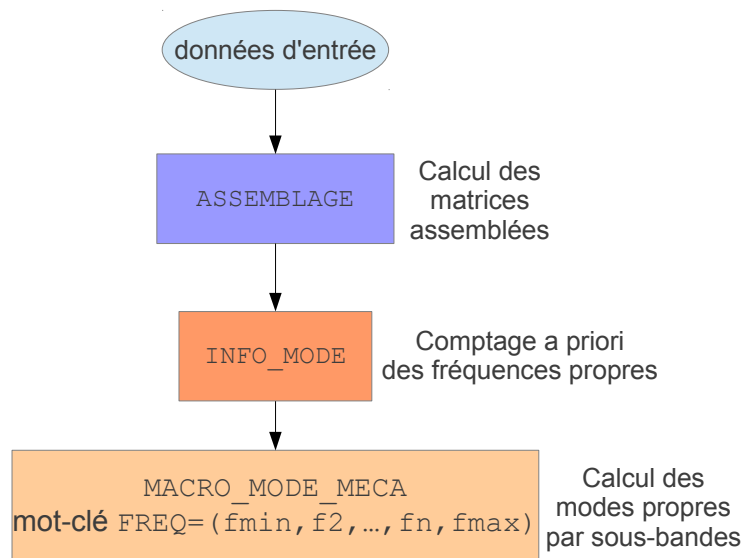 données d'entrée
ASSEMBLAGE
Calcul des
matrices
assemblées
INFO_MODE
Comptage a priori
des fréquences propres
MACRO_MODE_MECA
mot-clé FREQ=(fmin,f2,…,fn,fmax)
Calcul des
modes propres
par sous-bandes